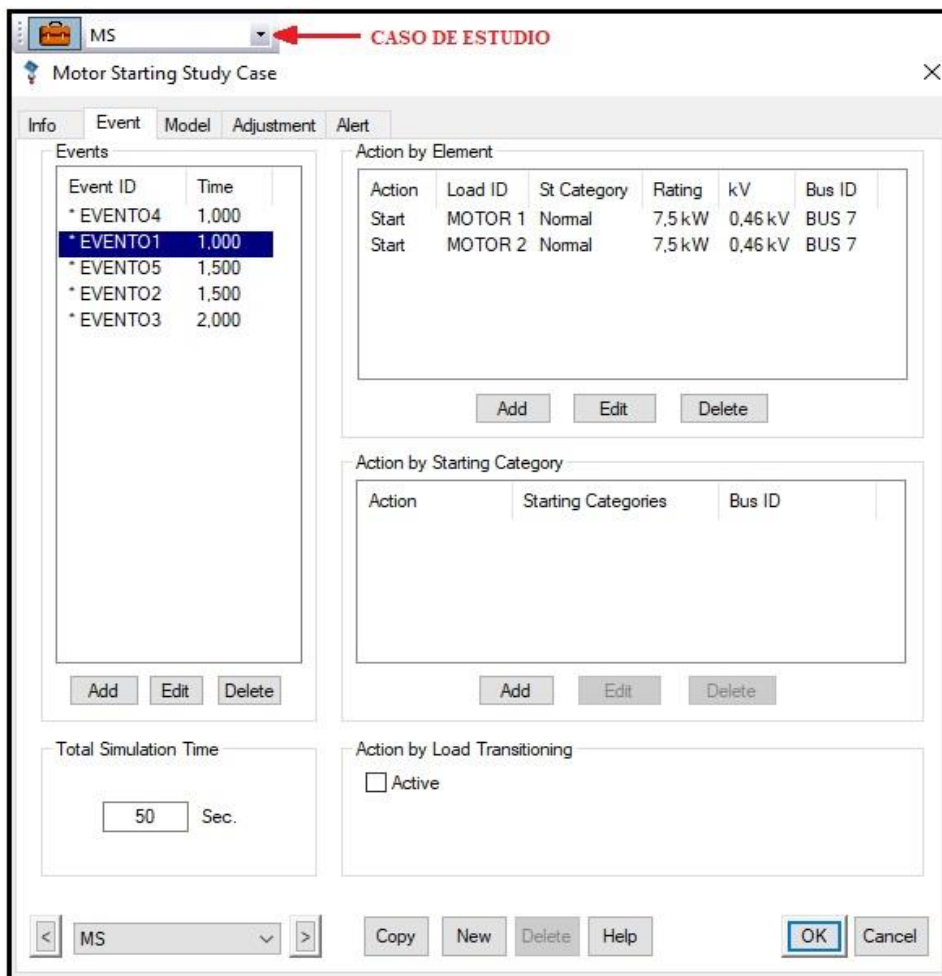 MS
CASO DE ESTUDIO
Motor Starting Study Case
Info Event Model Adjustment Alert
Events
Event ID Time
* EVENTO4 1,000
* EVENTO1 1,000
* EVENTO5 1,500
* EVENTO2 1,500
* EVENTO3 2,000
Add Edit Delete
Action by Element
Action Load ID St Category Rating kV Bus ID
Start MOTOR 1 Normal 7,5 kW 0,46 kV BUS 7
Start MOTOR 2 Normal 7,5 kW 0,46 kV BUS 7
Add Edit Delete
Action by Starting Category
Action Starting Categories Bus ID
Add Edit Delete
Total Simulation Time
50 Sec.
Action by Load Transitioning
Active
< MS > Copy New Delete Help OK Cancel